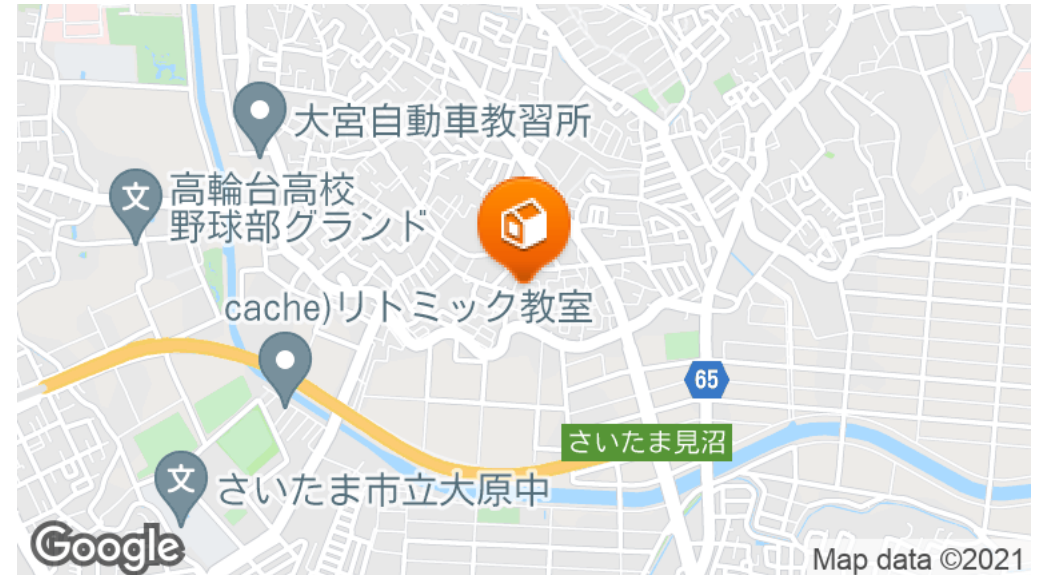 大宮自動車教習所
文
高輪台高校
野球部グランド
cache)リトミック教室
65
さいたま見沼
文
さいたま市立大原中
Google
Map data ©2021